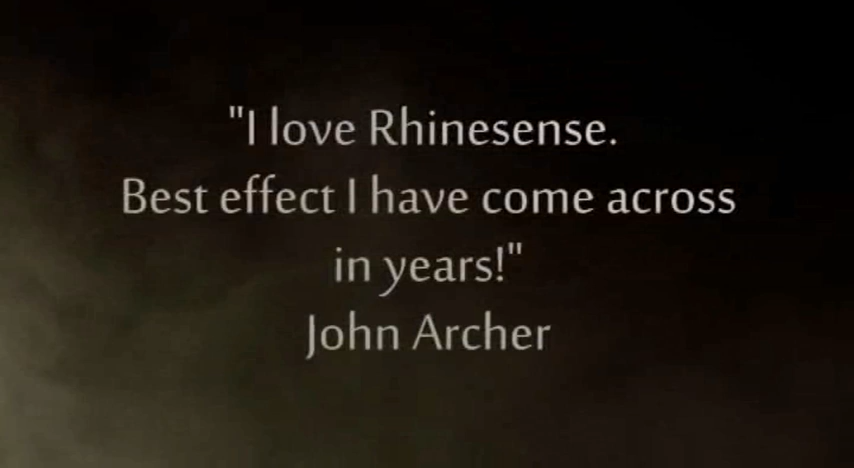 "I love Rhinesense.
Best effect I have come across
in years!"
John Archer